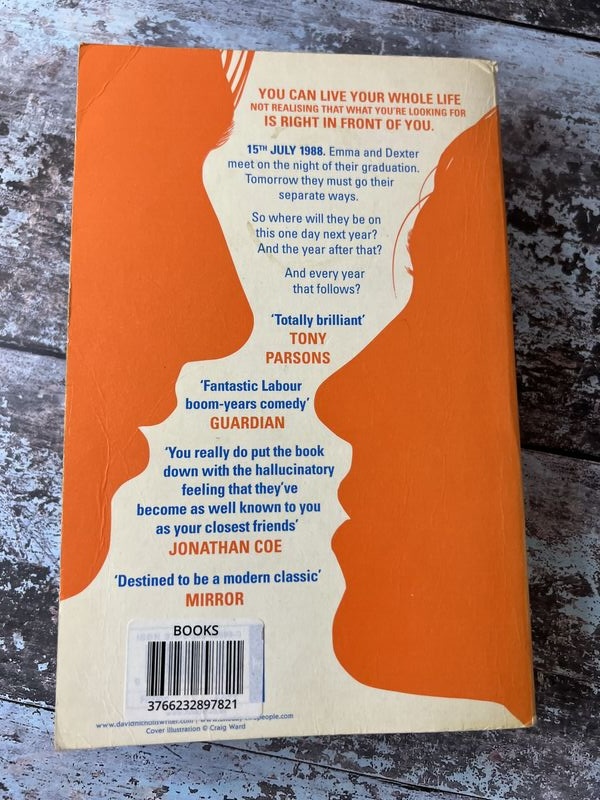 YOU CAN LIVE YOUR WHOLE LIFE
NOT REALISING THAT WHAT YOU'RE LOOKING FOR
IS RIGHT IN FRONT OF YOU.
15TH JULY 1988. Emma and Dexter
meet on the night of their graduation.
Tomorrow they must go their
separate ways.
So where will they be on
this one day next year?
And the year after that?
And every year
that follows?
'Totally brilliant'
TONY
PARSONS
'Fantastic Labour
boom-years comedy'
GUARDIAN
'You really do put the book
down with the hallucinatory
feeling that they've
become as well known to you
as your closest friends'
JONATHAN COE
'Destined to be a modern classic'
MIRROR
BOOKS
3766232897821
www.davidnichollswriter.com
Cover illustration © Craig Ward